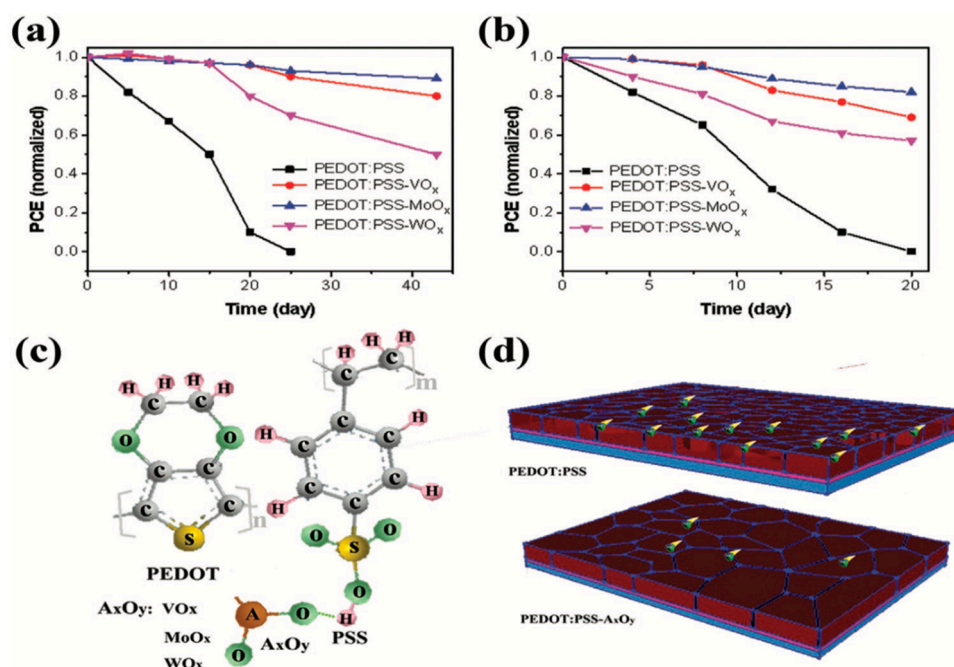 (a)
PCE (normalized)
1.0
0.8
0.6
0.4
0.2
0.0
PEDOT:PSS
PEDOT:PSS-VOₓ
PEDOT:PSS-MoOₓ
PEDOT:PSS-WOₓ
0 10 20 30 40
Time (day)
(b)
PCE (normalized)
1.0
0.8
0.6
0.4
0.2
0.0
PEDOT:PSS
PEDOT:PSS-VOₓ
PEDOT:PSS-MoOₓ
PEDOT:PSS-WOₓ
0 5 10 15 20
Time (day)
(c)
H H H H
C C
O O
C C
C C
S
n
PEDOT
H H H
C C
m
C
H C C H
H C C H
C
O S O
O
H
PSS
A O
O
AxOy
AxOy: VOx
MoOx
WOx
(d)
PEDOT:PSS
PEDOT:PSS-AxOy